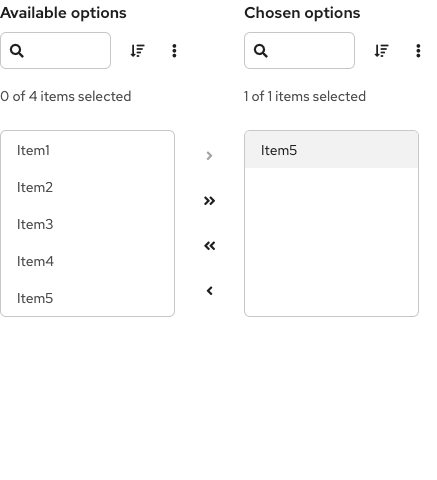 Available options
0 of 4 items selected
Item1
Item2
Item3
Item4
Item5
Chosen options
1 of 1 items selected
Item5